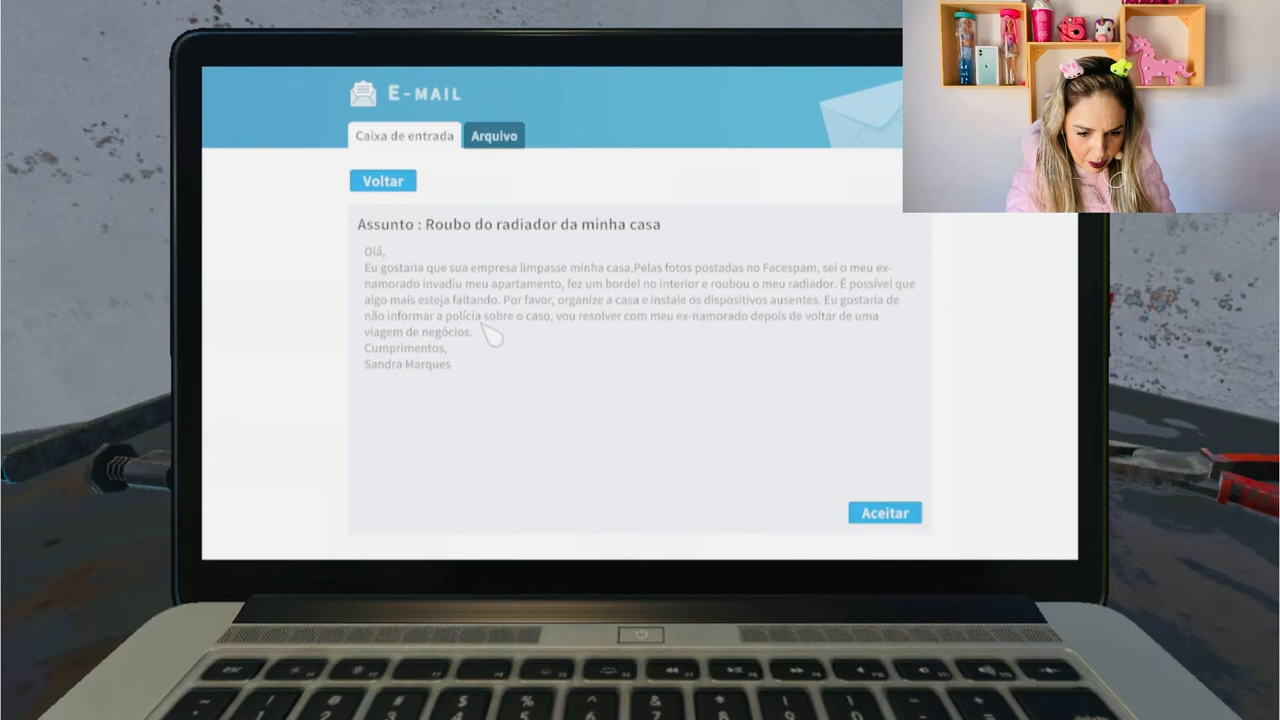 E-MAIL
Caixa de entrada Arquivo
Voltar
Assunto : Roubo do radiador da minha casa
Olá,
Eu gostaria que sua empresa limpasse minha casa.Pelas fotos postadas no Facespam, sei o meu ex-
namorado invadiu meu apartamento, fez um bordel no interior e roubou o meu radiador. É possível que
algo mais esteja faltando. Por favor, organize a casa e instale os dispositivos ausentes. Eu gostaria de
não informar a polícia sobre o caso, vou resolver com meu ex-namorado depois de voltar de uma
viagem de negócios.
Cumprimentos,
Sandra Marques
Aceitar